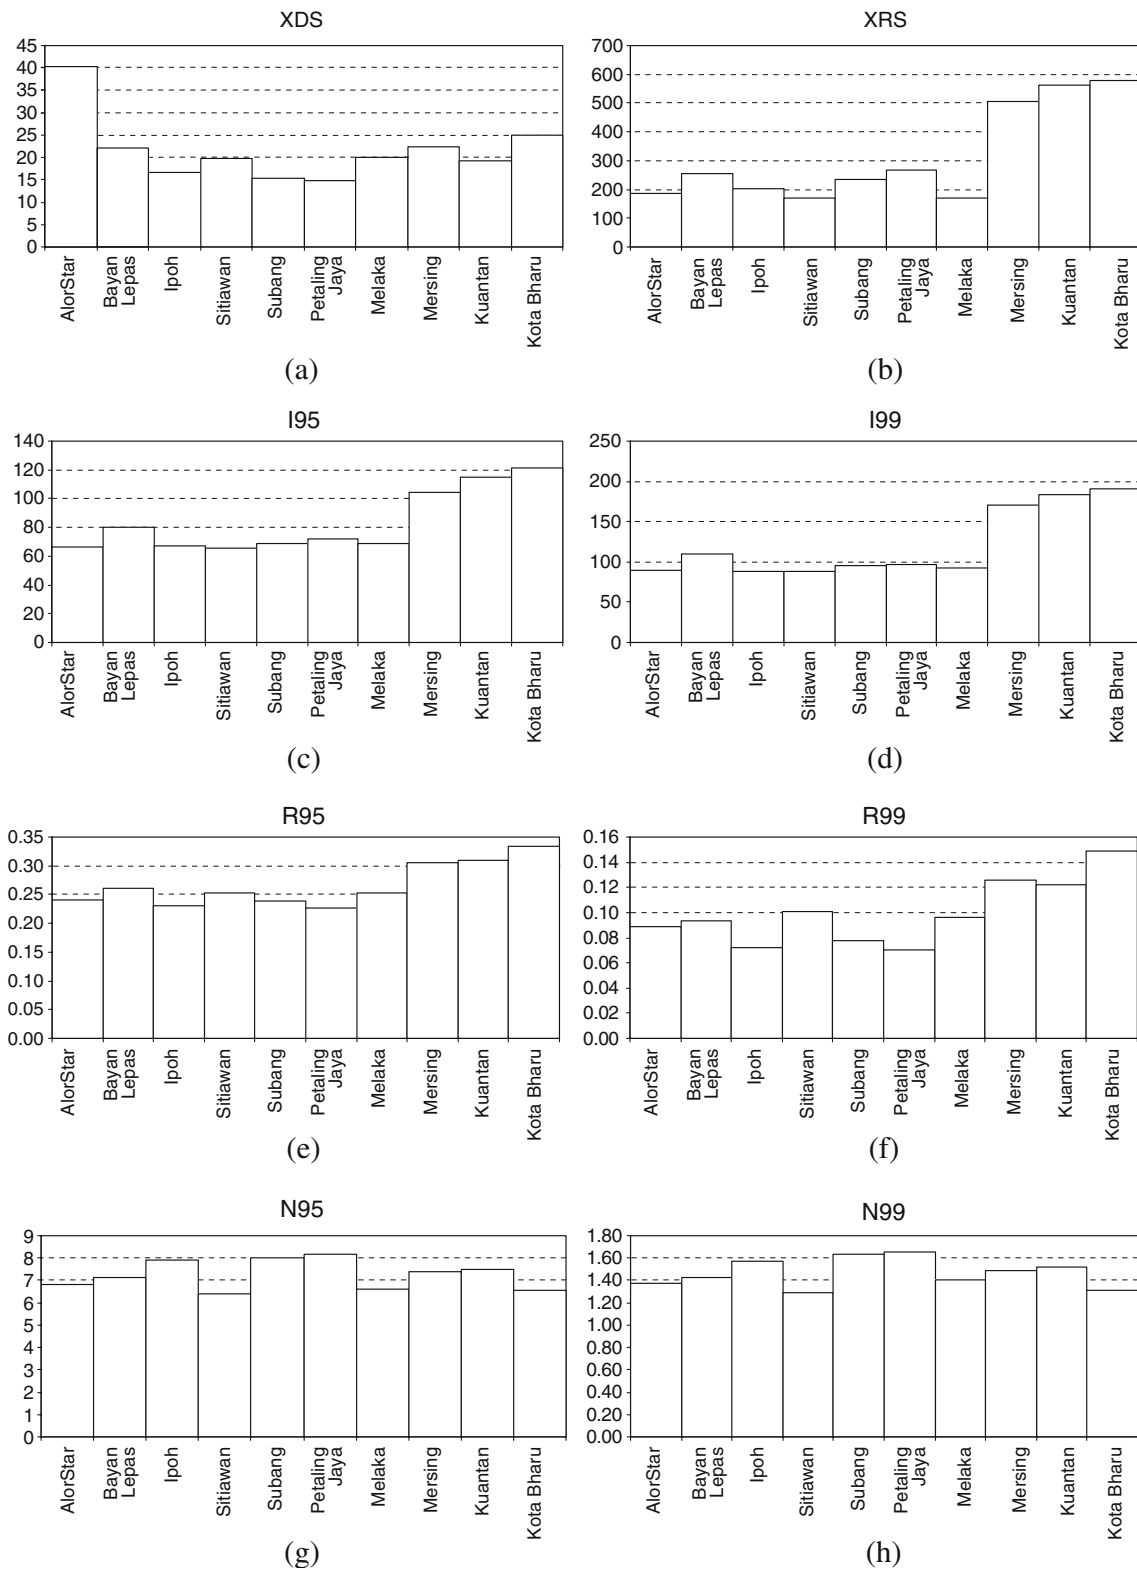 XDS
45
40
35
30
25
20
15
10
5
0
AlorStar
Bayan
Lepas
Ipoh
Sitiawan
Subang
Petaling
Jaya
Melaka
Mersing
Kuantan
Kota Bharu
(a)
XRS
700
600
500
400
300
200
100
0
AlorStar
Bayan
Lepas
Ipoh
Sitiawan
Subang
Petaling
Jaya
Melaka
Mersing
Kuantan
Kota Bharu
(b)
I95
140
120
100
80
60
40
20
0
AlorStar
Bayan
Lepas
Ipoh
Sitiawan
Subang
Petaling
Jaya
Melaka
Mersing
Kuantan
Kota Bharu
(c)
I99
250
200
150
100
50
0
AlorStar
Bayan
Lepas
Ipoh
Sitiawan
Subang
Petaling
Jaya
Melaka
Mersing
Kuantan
Kota Bharu
(d)
R95
0.35
0.30
0.25
0.20
0.15
0.10
0.05
0.00
AlorStar
Bayan
Lepas
Ipoh
Sitiawan
Subang
Petaling
Jaya
Melaka
Mersing
Kuantan
Kota Bharu
(e)
R99
0.16
0.14
0.12
0.10
0.08
0.06
0.04
0.02
0.00
AlorStar
Bayan
Lepas
Ipoh
Sitiawan
Subang
Petaling
Jaya
Melaka
Mersing
Kuantan
Kota Bharu
(f)
N95
9
8
7
6
5
4
3
2
1
0
AlorStar
Bayan
Lepas
Ipoh
Sitiawan
Subang
Petaling
Jaya
Melaka
Mersing
Kuantan
Kota Bharu
(g)
N99
1.80
1.60
1.40
1.20
1.00
0.80
0.60
0.40
0.20
0.00
AlorStar
Bayan
Lepas
Ipoh
Sitiawan
Subang
Petaling
Jaya
Melaka
Mersing
Kuantan
Kota Bharu
(h)